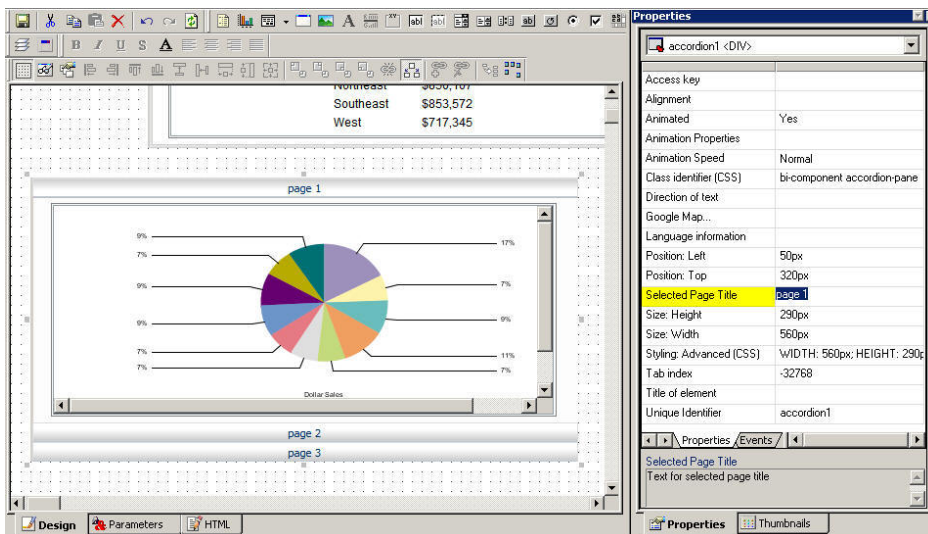 Properties
B I U S A
accordion1 <DIV>
Southeast $853,572
West $717,345
page 1
9% 17%
7%
9% 7%
9% 9%
7% 11%
7% 7%
Dollar Sales
page 2
page 3
Design Parameters HTML
Access key
Alignment
Animated Yes
Animation Properties
Animation Speed Normal
Class identifier (CSS) bi-component accordion-pane
Direction of text
Google Map...
Language information
Position: Left 50px
Position: Top 320px
Selected Page Title page 1
Size: Height 290px
Size: Width 560px
Styling: Advanced (CSS) WIDTH: 560px; HEIGHT: 290p
Tab index -32768
Title of element
Unique Identifier accordion1
Properties Events
Selected Page Title
Text for selected page title
Properties Thumbnails